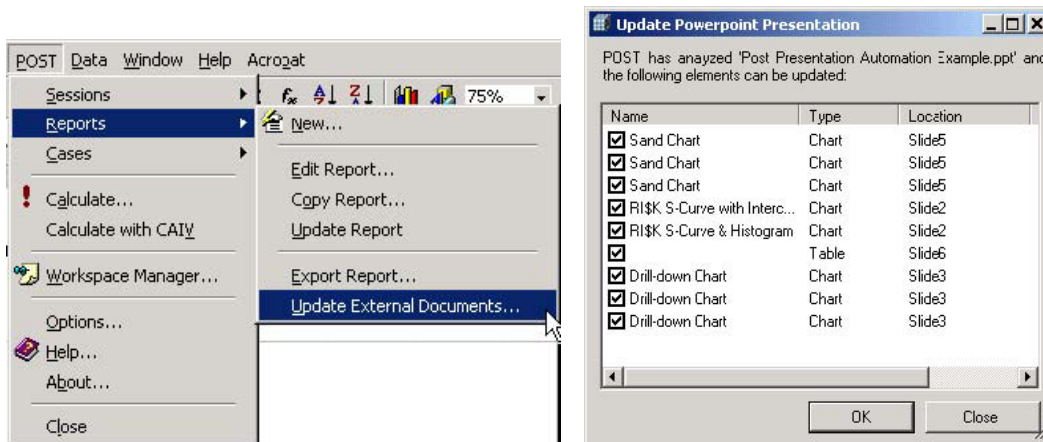 POST Data Window Help Acrobat
75%
Sessions
Reports
Cases
Calculate...
Calculate with CAIV
Workspace Manager...
Options...
Help...
About...
Close
New...
Edit Report...
Copy Report...
Update Report
Export Report...
Update External Documents...
Update Powerpoint Presentation
POST has anayzed 'Post Presentation Automation Example.ppt' and
the following elements can be updated:
Name Type Location
Sand Chart Chart Slide5
Sand Chart Chart Slide5
Sand Chart Chart Slide5
RI$K S-Curve with Interc... Chart Slide2
RI$K S-Curve & Histogram Chart Slide2
Table Slide6
Drill-down Chart Chart Slide3
Drill-down Chart Chart Slide3
Drill-down Chart Chart Slide3
OK Close